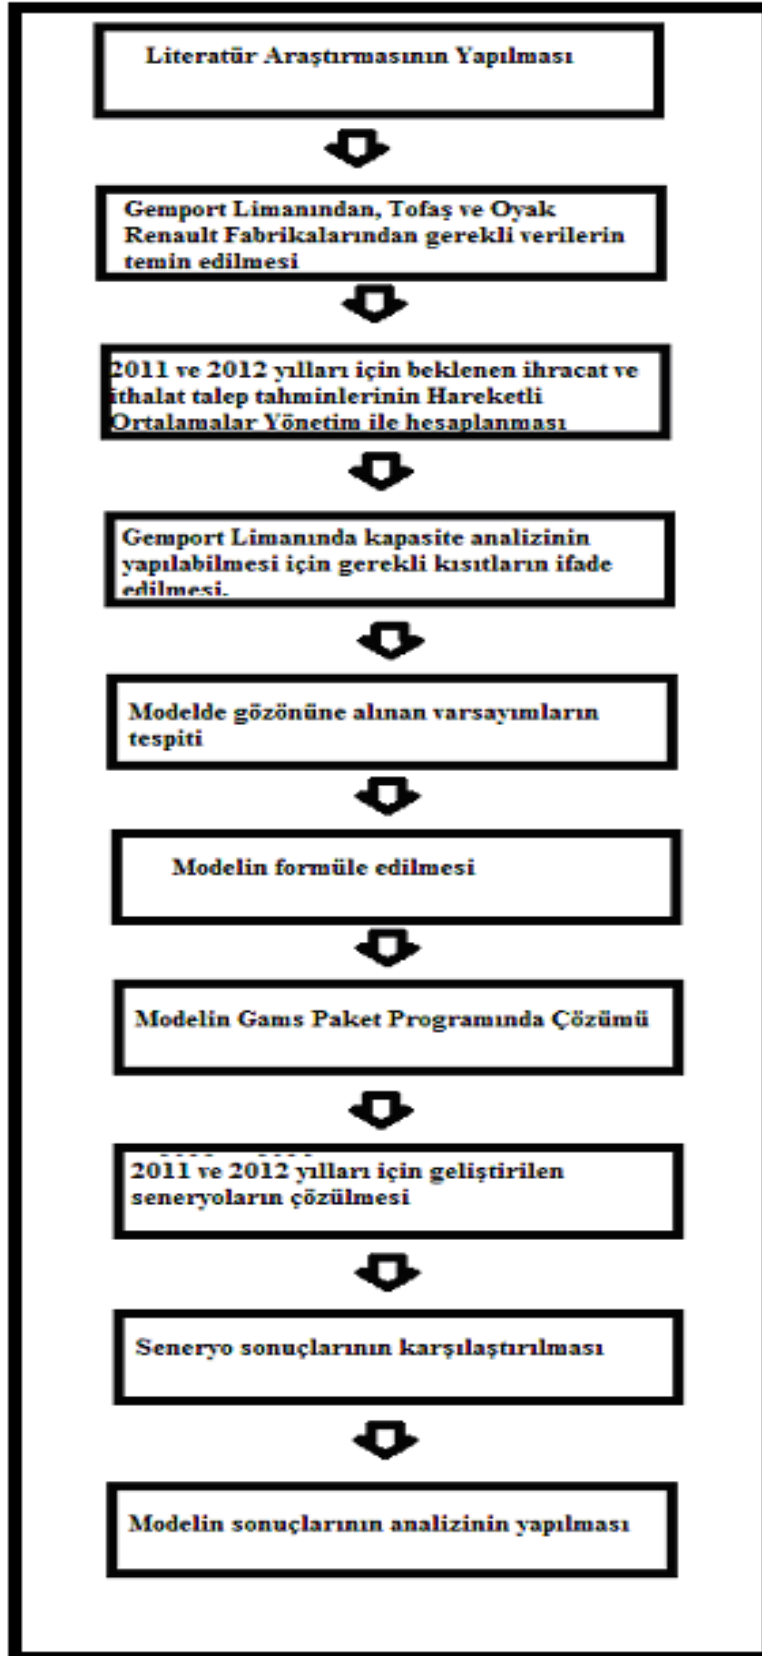 Literatür Araştırmasının Yapılması
Gemport Limanından, Tofaş ve Oyak
Renault Fabrikalarından gerekli verilerin
temin edilmesi
2011 ve 2012 yılları için beklenen ihracat ve
ithalat talep tahminlerinin Hareketli
Ortalamalar Yönetim ile hesaplanması
Gemport Limanında kapasite analizinin
yapılabilmesi için gerekli kısıtların ifade
edilmesi.
Modelde gözönüne alınan varsayımların
tespiti
Modelin formüle edilmesi
Modelin Gams Paket Programında Çözümü
2011 ve 2012 yılları için geliştirilen
seneryoların çözülmesi
Seneryo sonuçlarının karşılaştırılması
Modelin sonuçlarının analizinin yapılması